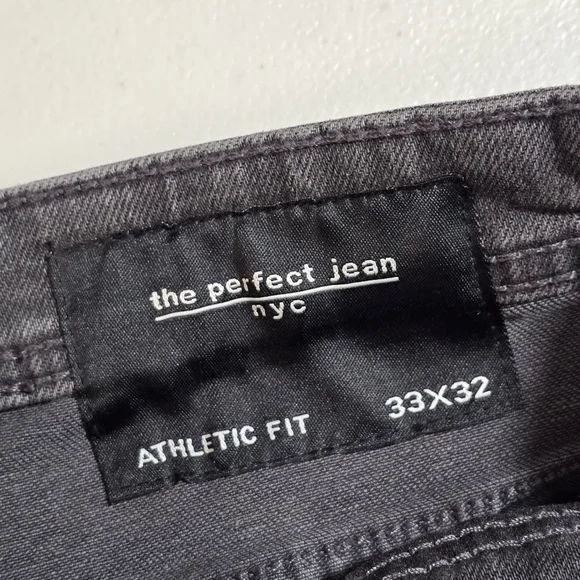 the perfect jean
nyc
ATHLETIC FIT 33X32